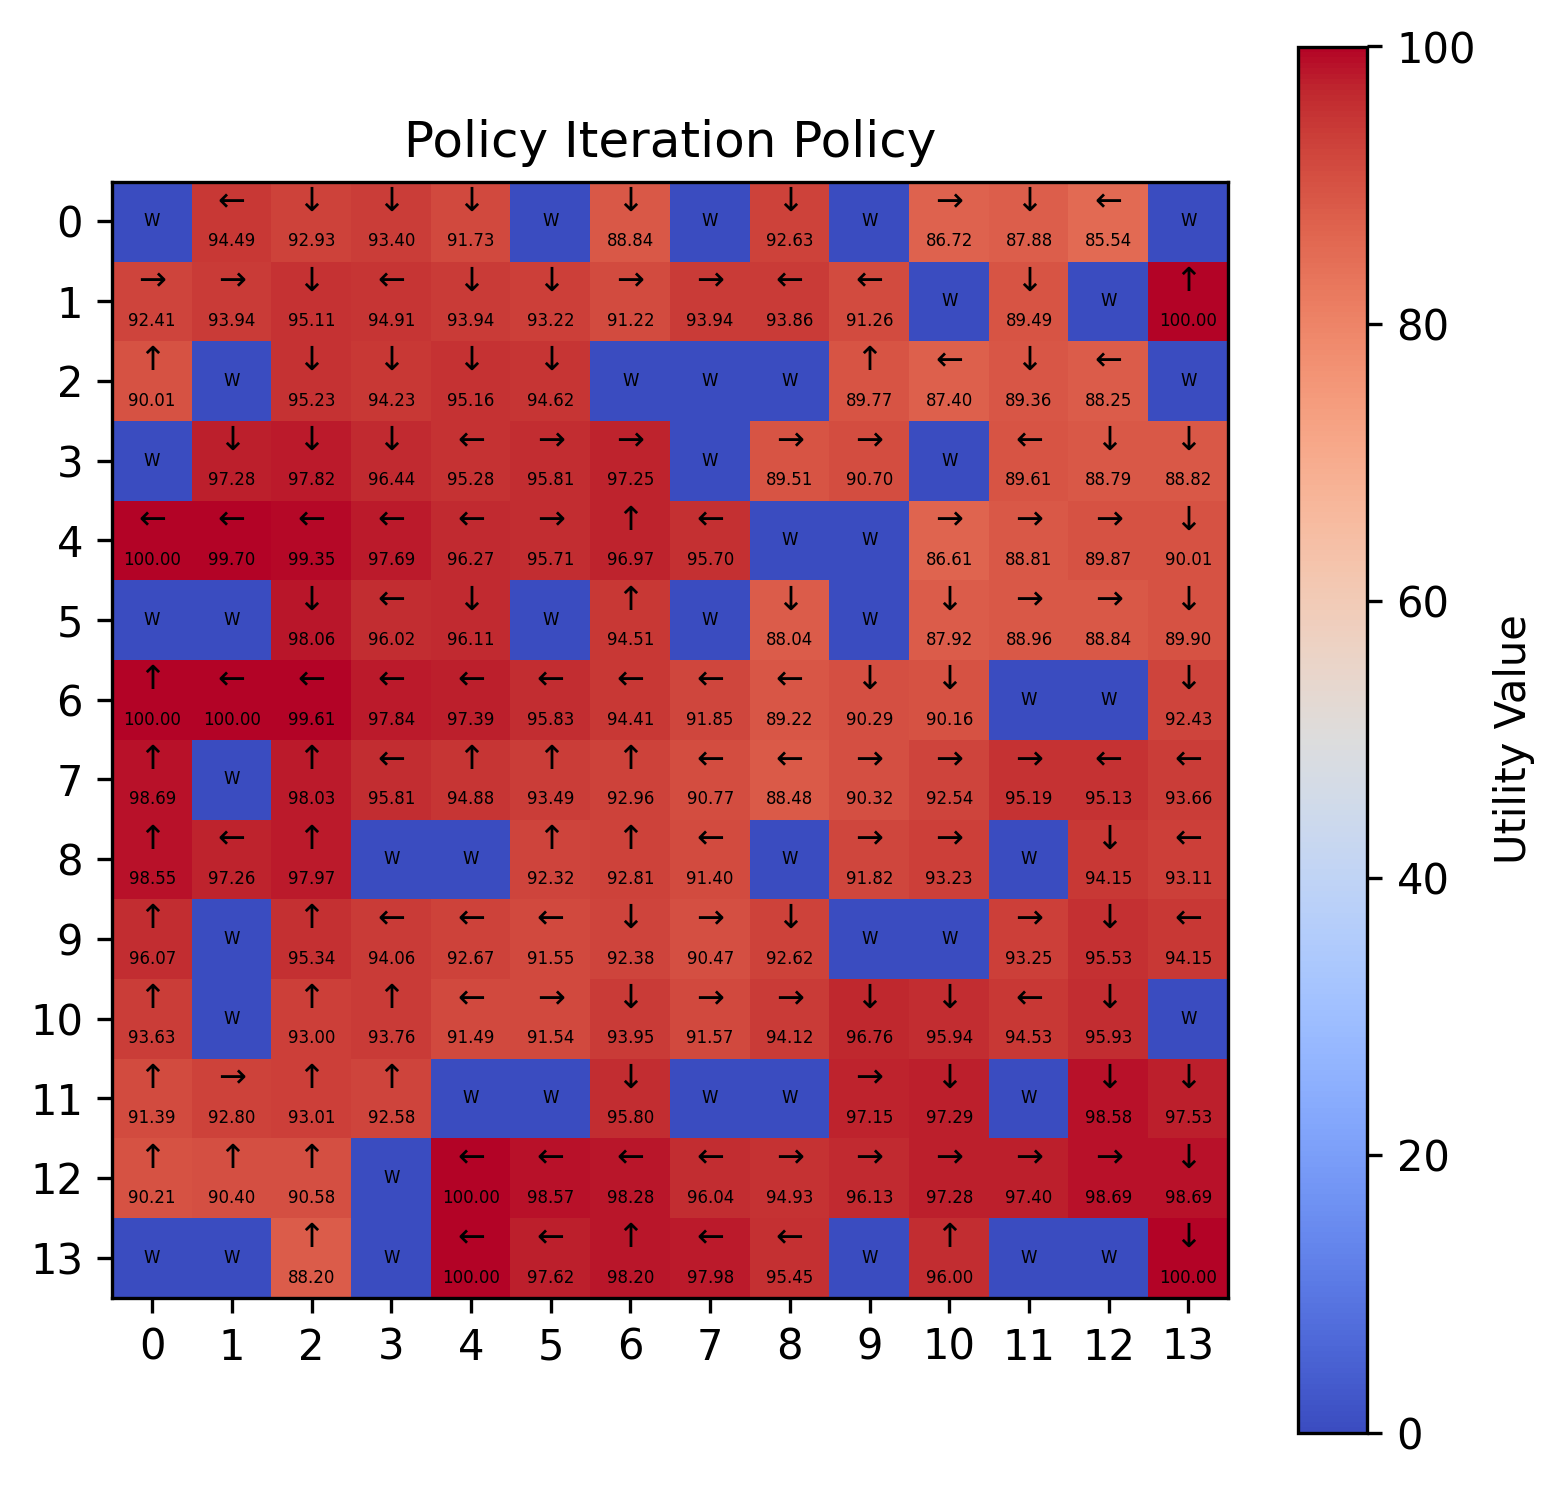 Policy Iteration Policy
0 W ← ↓ ↓ ↓ W ↓ W ↓ W → ↓ ← W
94.49 92.93 93.40 91.73 88.84 92.63 86.72 87.88 85.54
1 → → ↓ ← ↓ ↓ → → ← ← W ↓ W ↑
92.41 93.94 95.11 94.91 93.94 93.22 91.22 93.94 93.86 91.26 89.49 100.00
2 ↑ W ↓ ↓ ↓ ↓ W W W ↑ ← ↓ ← W
90.01 95.23 94.23 95.16 94.62 89.77 87.40 89.36 88.25
3 W ↓ ↓ ↓ ← → → W → → W ← ↓ ↓
97.28 97.82 96.44 95.28 95.81 97.25 89.51 90.70 89.61 88.79 88.82
4 ← ← ← ← ← → ↑ ← W W → → → ↓
100.00 99.70 99.35 97.69 96.27 95.71 96.97 95.70 86.61 88.81 89.87 90.01
5 W W ↓ ← ↓ W ↑ W ↓ W ↓ → → ↓
98.06 96.02 96.11 94.51 88.04 87.92 88.96 88.84 89.90
6 ↑ ← ← ← ← ← ← ← ← ↓ ↓ W W ↓
100.00 100.00 99.61 97.84 97.39 95.83 94.41 91.85 89.22 90.29 90.16 92.43
7 ↑ W ↑ ← ↑ ↑ ↑ ← ← → → → ← ←
98.69 98.03 95.81 94.88 93.49 92.96 90.77 88.48 90.32 92.54 95.19 95.13 93.66
8 ↑ ← ↑ W W ↑ ↑ ← W → → W ↓ ←
98.55 97.26 97.97 92.32 92.81 91.40 91.82 93.23 94.15 93.11
9 ↑ W ↑ ← ← ← ↓ → ↓ W W → ↓ ←
96.07 95.34 94.06 92.67 91.55 92.38 90.47 92.62 93.25 95.53 94.15
10 ↑ W ↑ ↑ ← → ↓ → → ↓ ↓ ← ↓ W
93.63 93.00 93.76 91.49 91.54 93.95 91.57 94.12 96.76 95.94 94.53 95.93
11 ↑ → ↑ ↑ W W ↓ W W → ↓ W ↓ ↓
91.39 92.80 93.01 92.58 95.80 97.15 97.29 98.58 97.53
12 ↑ ↑ ↑ W ← ← ← ← → → → → → ↓
90.21 90.40 90.58 100.00 98.57 98.28 96.04 94.93 96.13 97.28 97.40 98.69 98.69
13 W W ↑ W ← ← ↑ ← ← W ↑ W W ↓
88.20 100.00 97.62 98.20 97.98 95.45 96.00 100.00
0 1 2 3 4 5 6 7 8 9 10 11 12 13
100
80
60
40
20
0
Utility Value